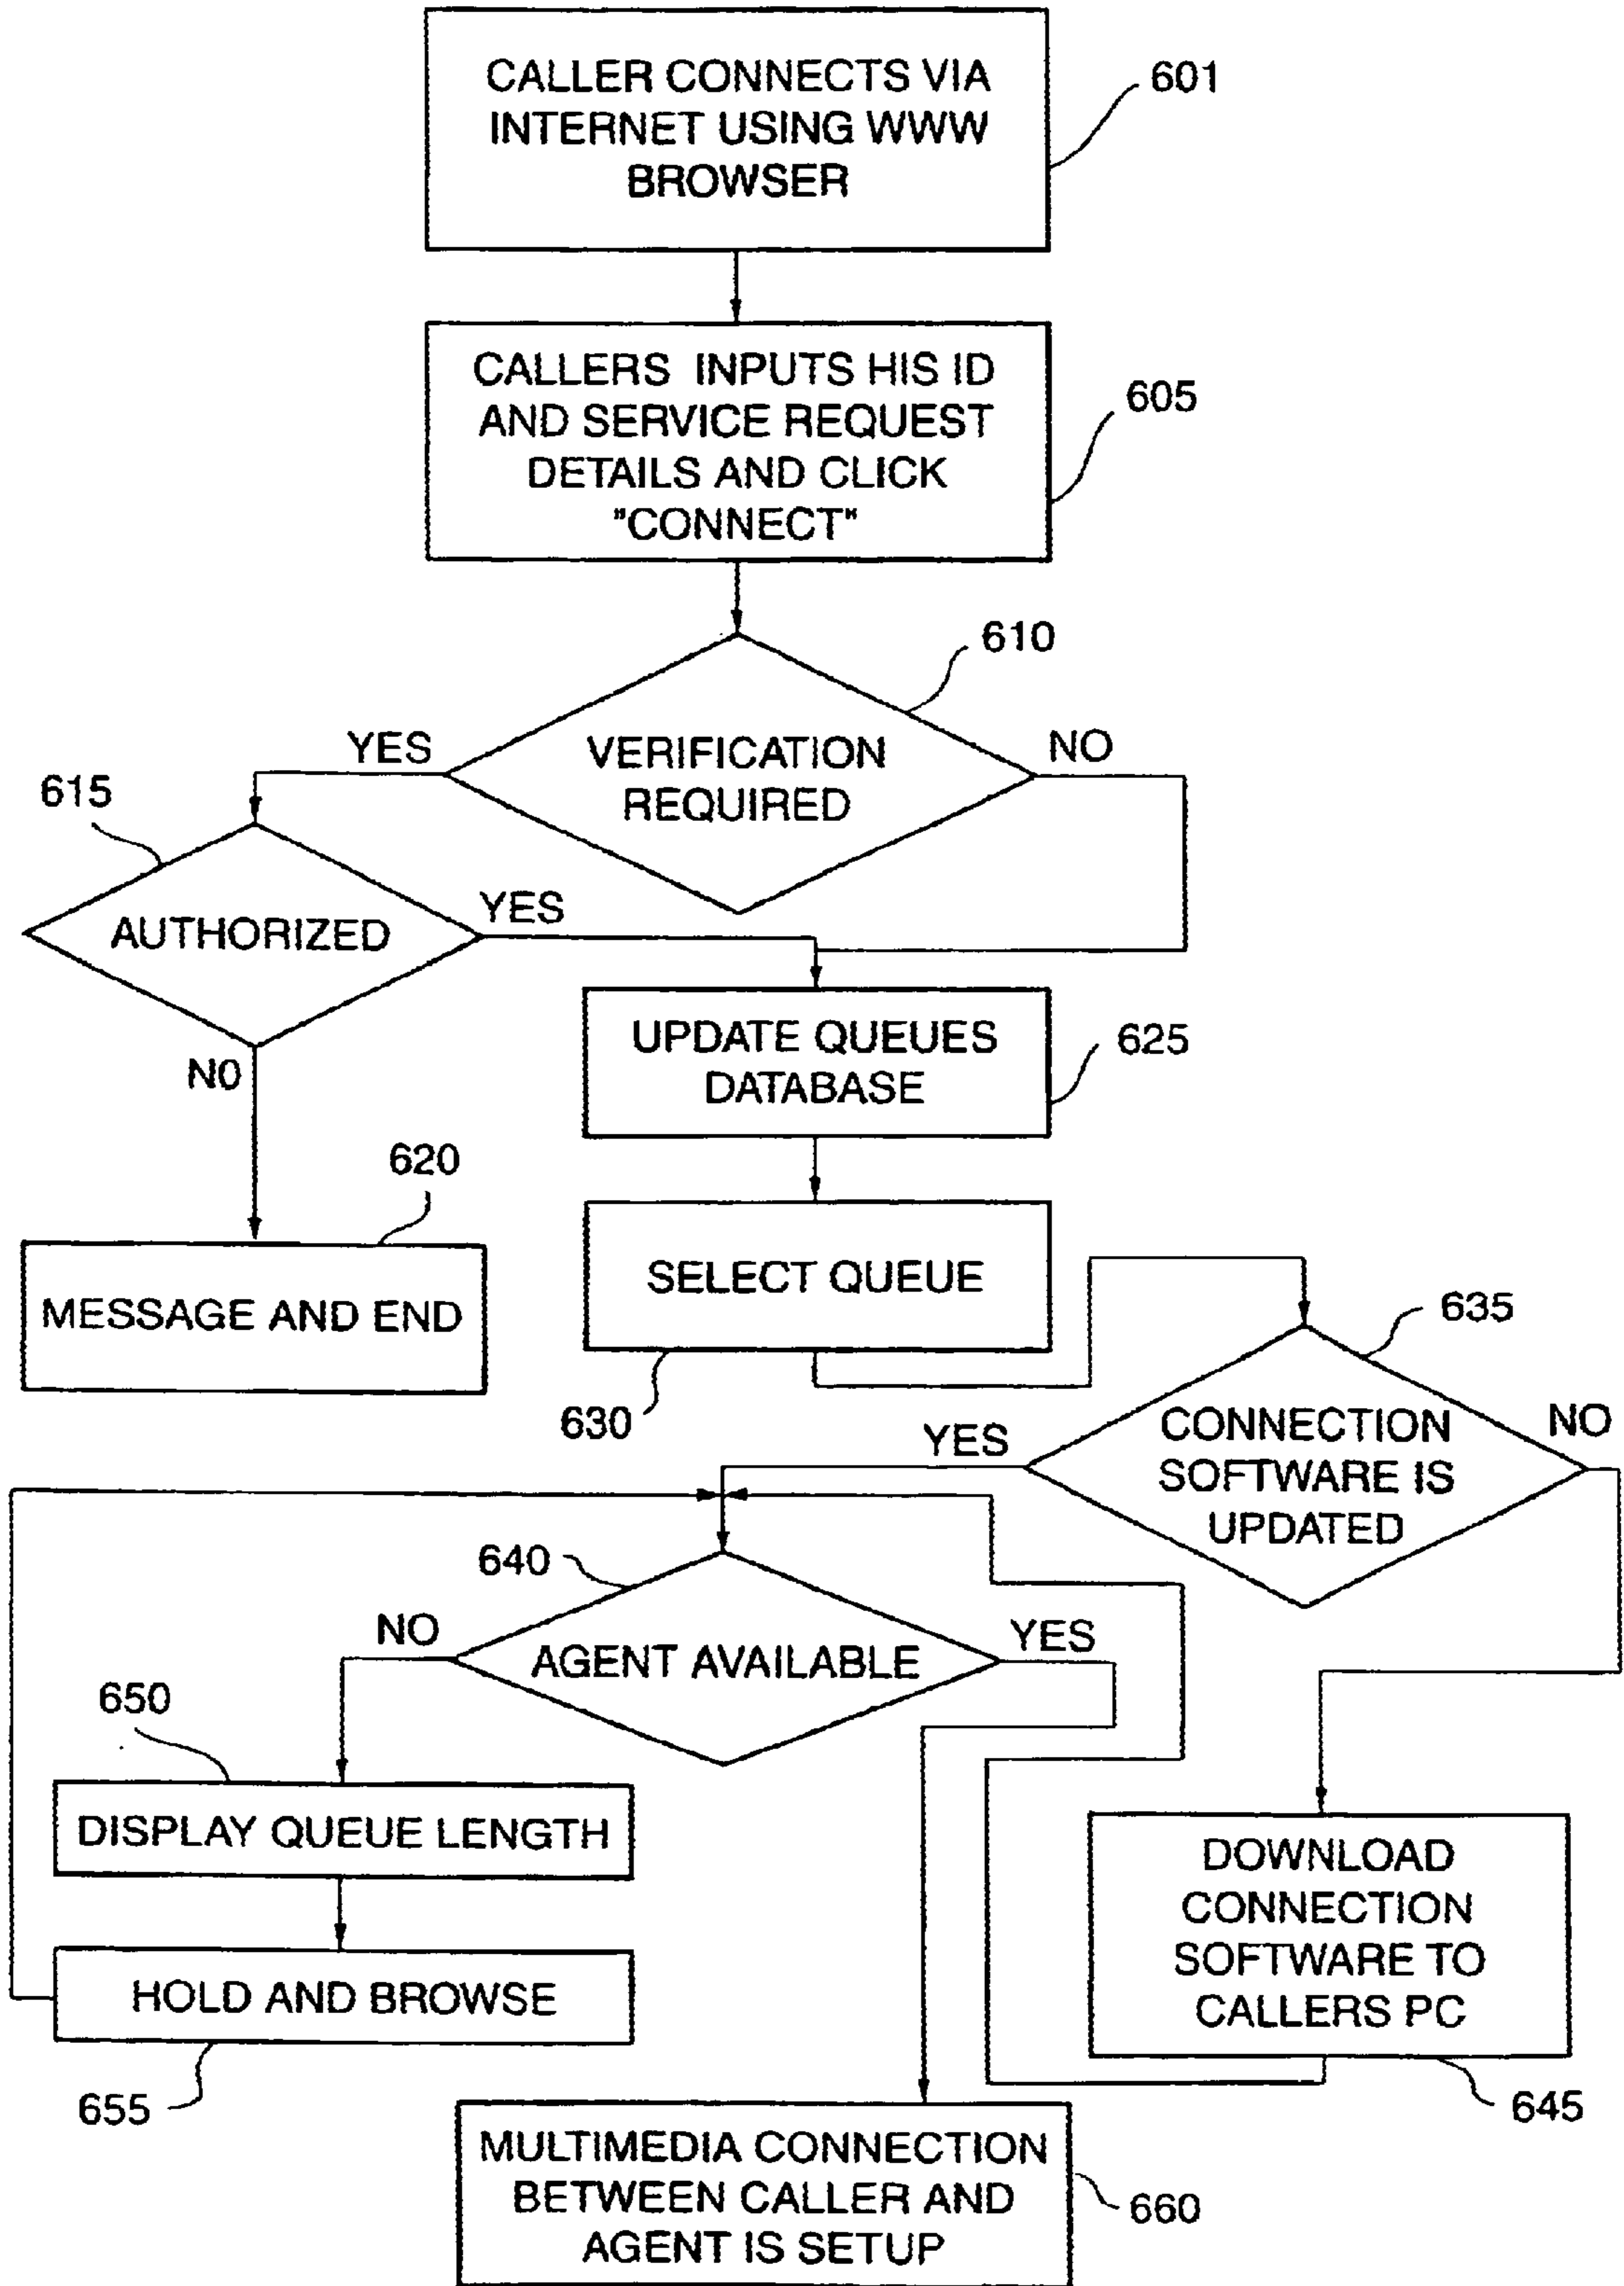 CALLER CONNECTS VIA
INTERNET USING WWW
BROWSER
601
CALLERS INPUTS HIS ID
AND SERVICE REQUEST
DETAILS AND CLICK
"CONNECT"
605
610
VERIFICATION
REQUIRED
YES
NO
615
AUTHORIZED
YES
NO
UPDATE QUEUES
DATABASE
625
620
MESSAGE AND END
SELECT QUEUE
630
635
CONNECTION
SOFTWARE IS
UPDATED
YES
NO
640
AGENT AVAILABLE
NO
YES
650
DISPLAY QUEUE LENGTH
HOLD AND BROWSE
655
DOWNLOAD
CONNECTION
SOFTWARE TO
CALLERS PC
645
MULTIMEDIA CONNECTION
BETWEEN CALLER AND
AGENT IS SETUP
660